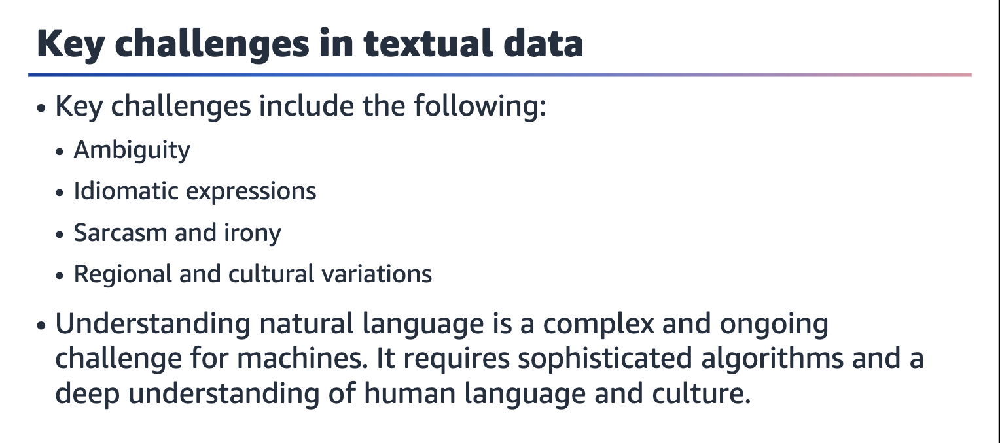 Key challenges in textual data
• Key challenges include the following:
• Ambiguity
• Idiomatic expressions
• Sarcasm and irony
• Regional and cultural variations
• Understanding natural language is a complex and ongoing
challenge for machines. It requires sophisticated algorithms and a
deep understanding of human language and culture.